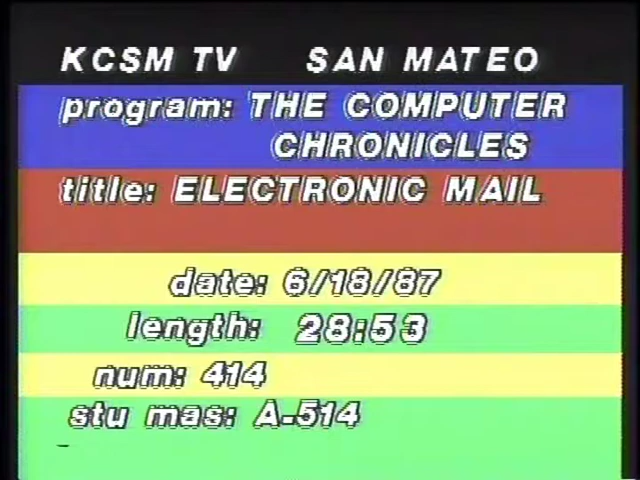 KCSM TV SAN MATEO
program: THE COMPUTER
CHRONICLES
title: ELECTRONIC MAIL
date: 6/18/87
length: 28:53
num: 414
stu mas: A-514